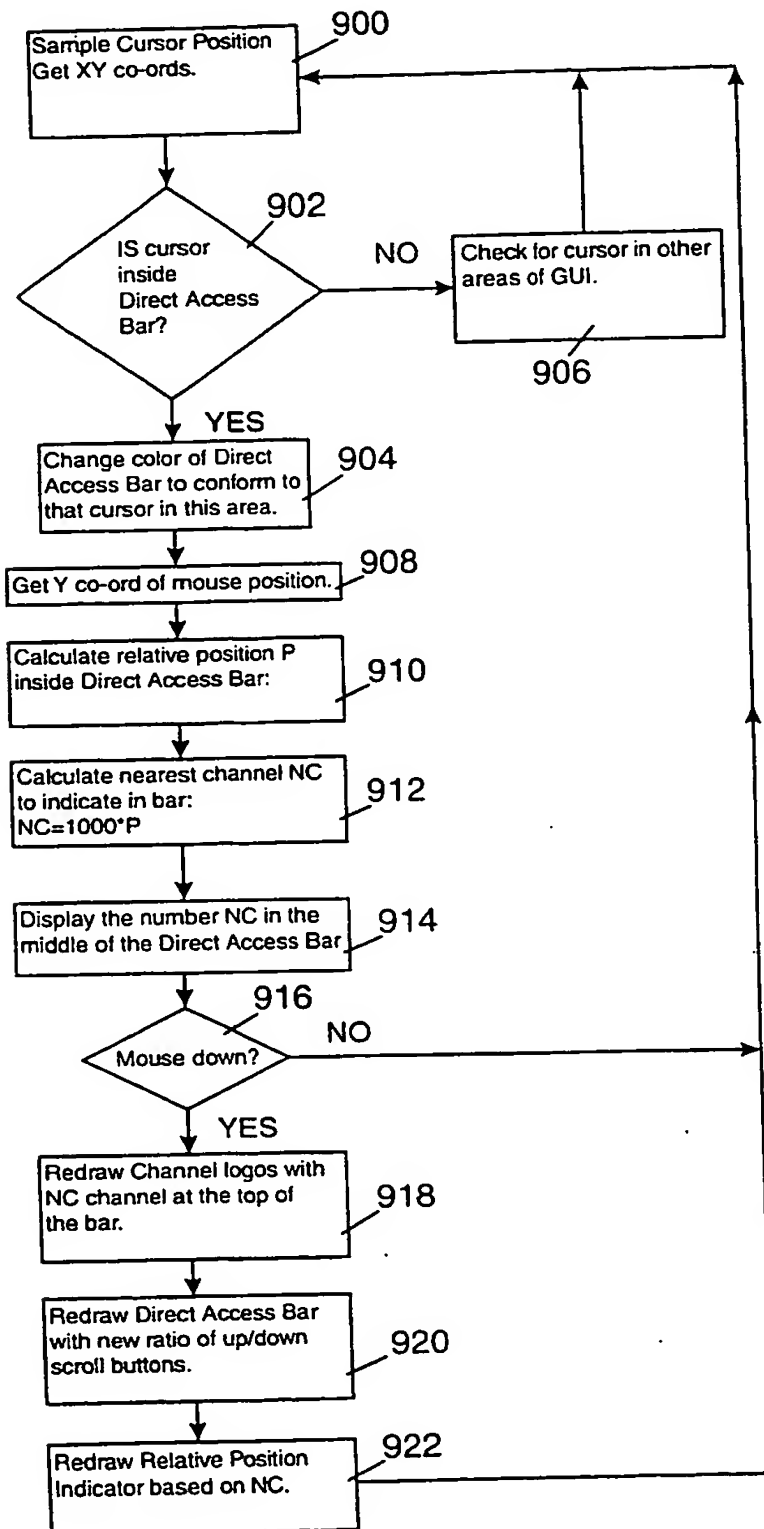 Sample Cursor Position
Get XY co-ords.
900
IS cursor
inside
Direct Access
Bar?
902
NO
Check for cursor in other
areas of GUI.
906
YES
Change color of Direct
Access Bar to conform to
that cursor in this area.
904
Get Y co-ord of mouse position.
908
Calculate relative position P
inside Direct Access Bar:
910
Calculate nearest channel NC
to indicate in bar:
NC=1000*P
912
Display the number NC in the
middle of the Direct Access Bar
914
916
Mouse down?
NO
YES
Redraw Channel logos with
NC channel at the top of
the bar.
918
Redraw Direct Access Bar
with new ratio of up/down
scroll buttons.
920
Redraw Relative Position
Indicator based on NC.
922